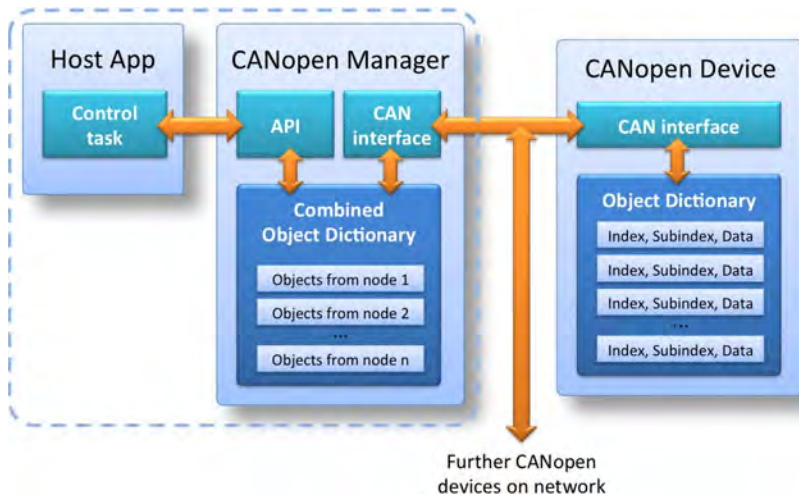 Host App
Control
task
CANopen Manager
API
CAN
interface
Combined
Object Dictionary
Objects from node 1
Objects from node 2
...
Objects from node n
CANopen Device
CAN interface
Object Dictionary
Index, Subindex, Data
Index, Subindex, Data
Index, Subindex, Data
...
Index, Subindex, Data
Further CANopen
devices on network